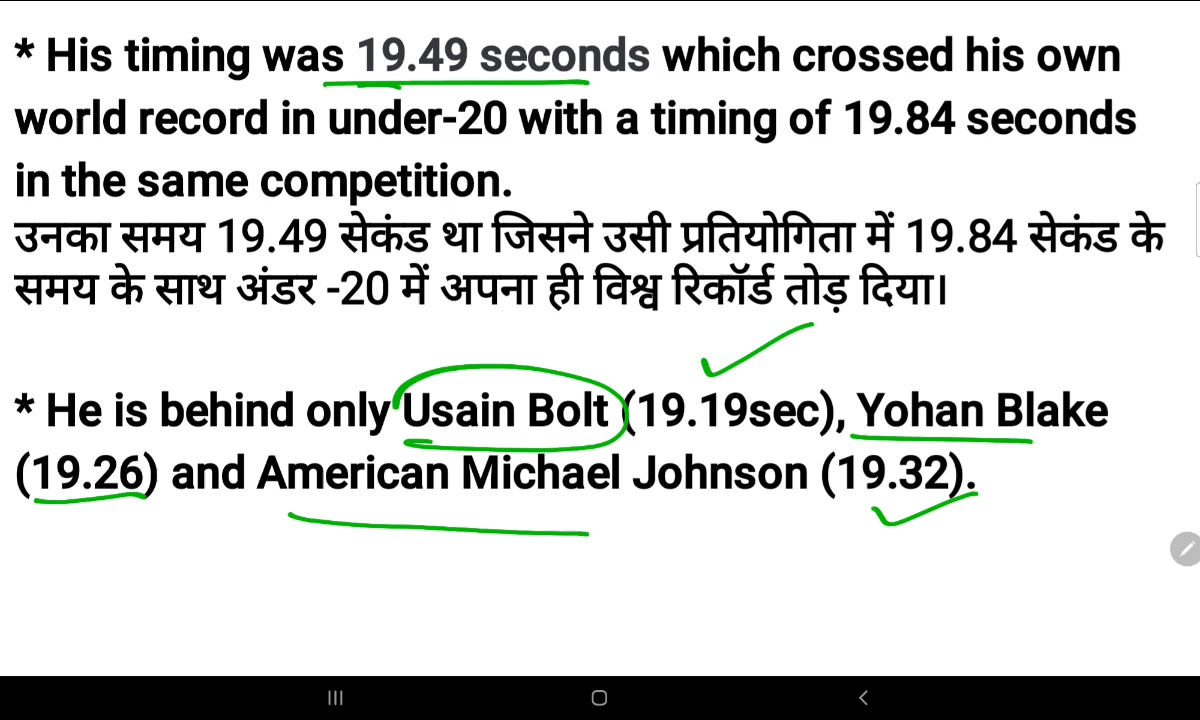 * His timing was 19.49 seconds which crossed his own
world record in under-20 with a timing of 19.84 seconds
in the same competition.
उनका समय 19.49 सेकंड था जिसने उसी प्रतियोगिता में 19.84 सेकंड के
समय के साथ अंडर -20 में अपना ही विश्व रिकॉर्ड तोड़ दिया।
* He is behind only Usain Bolt (19.19sec), Yohan Blake
(19.26) and American Michael Johnson (19.32).